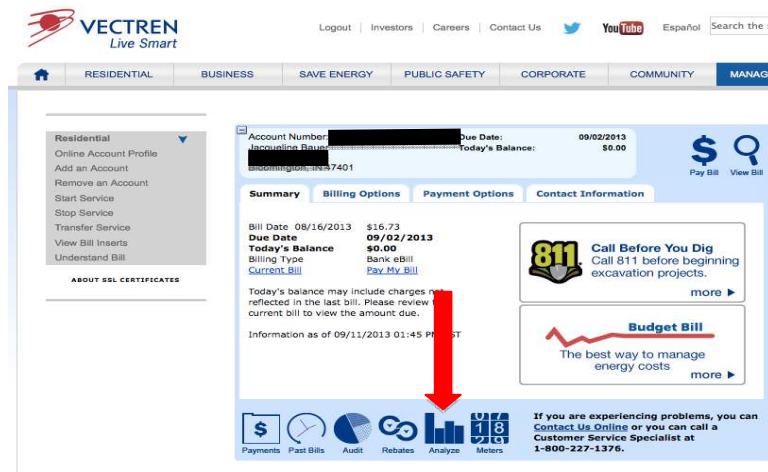 VECTREN
Live Smart
Logout | Investors | Careers | Contact Us YouTube Español Search the
RESIDENTIAL BUSINESS SAVE ENERGY PUBLIC SAFETY CORPORATE COMMUNITY MANAG
Residential
Online Account Profile
Add an Account
Remove an Account
Start Service
Stop Service
Transfer Service
View Bill Inserts
Understand Bill
ABOUT SSL CERTIFICATES
Account Number: Due Date: 09/02/2013
Jacqueline Bauer Today's Balance: $0.00
Bloomington, IN 47401
$ Pay Bill View Bill
Summary Billing Options Payment Options Contact Information
Bill Date 08/16/2013 $16.73
Due Date 09/02/2013
Today's Balance $0.00
Billing Type Bank eBill
Current Bill Pay My Bill
Today's balance may include charges not
reflected in the last bill. Please review
current bill to view the amount due.
Information as of 09/11/2013 01:45
811
Call Before You Dig
Call 811 before beginning
excavation projects.
more
Budget Bill
The best way to manage
energy costs
more
$ 18
Payments Past Bills Audit Rebates Analyze Meters
If you are experiencing problems, you can
Contact Us Online or you can call a
Customer Service Specialist at
1-800-227-1376.